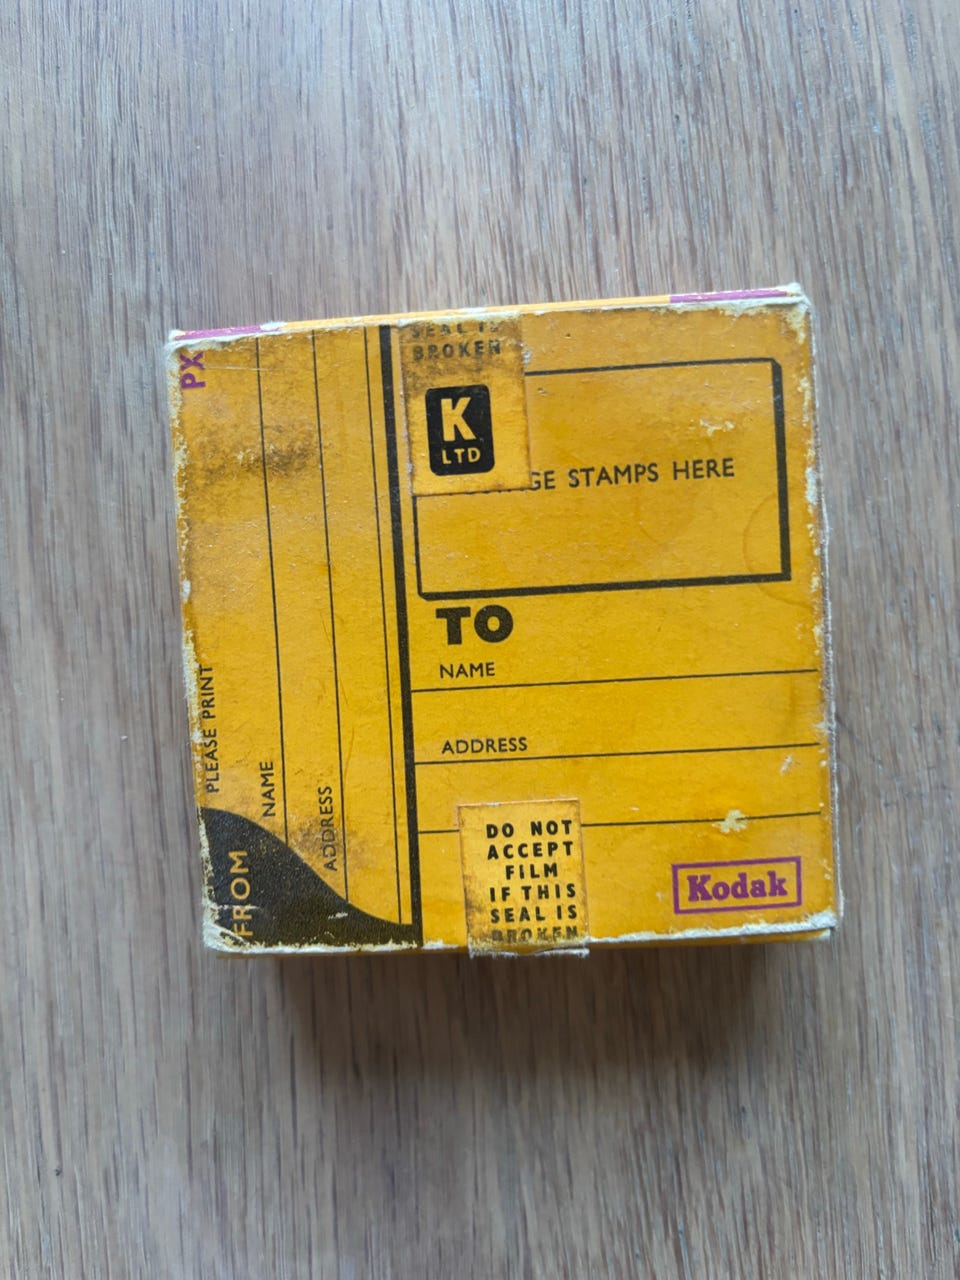 SEAL IS
BROKEN
K
LTD
GE STAMPS HERE
TO
NAME
ADDRESS
DO NOT
ACCEPT
FILM
IF THIS
SEAL IS
BROKEN
Kodak
PX
PLEASE PRINT
FROM
NAME
ADDRESS